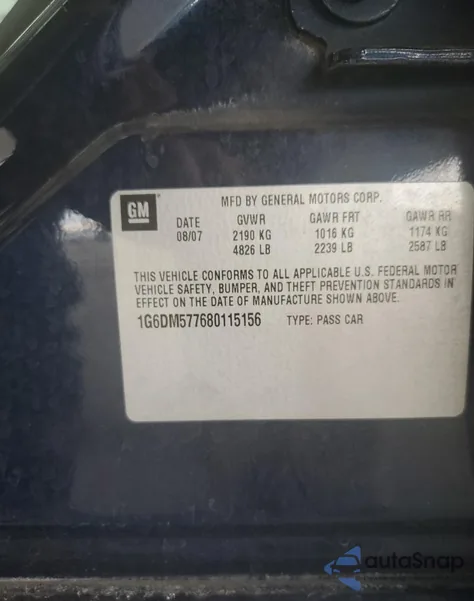 GM
MFD BY GENERAL MOTORS CORP.
DATE GVWR GAWR FRT GAWR RR
08/07 2190 KG 1016 KG 1174 KG
4826 LB 2239 LB 2587 LB
THIS VEHICLE CONFORMS TO ALL APPLICABLE U.S. FEDERAL MOTOR
VEHICLE SAFETY, BUMPER, AND THEFT PREVENTION STANDARDS IN
EFFECT ON THE DATE OF MANUFACTURE SHOWN ABOVE.
1G6DM577680115156 TYPE: PASS CAR
autoSnap